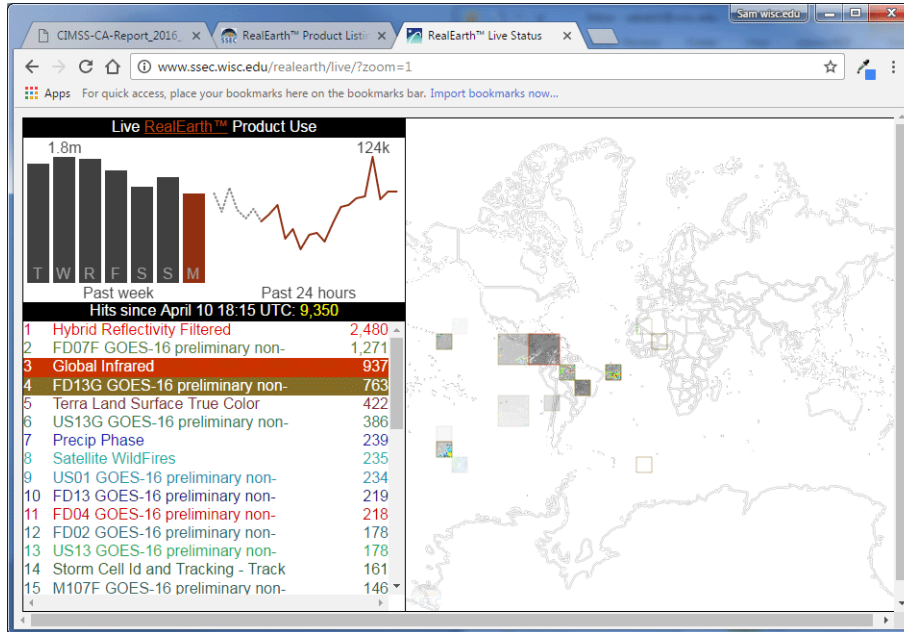 Sam wisc.edu
CIMSS-CA-Report_2016_
RealEarth™ Product Listin
RealEarth™ Live Status
www.ssec.wisc.edu/realearth/live/?zoom=1
Apps For quick access, place your bookmarks here on the bookmarks bar. Import bookmarks now...
Live RealEarth™ Product Use
1.8m 124k
T W R F S S M
Past week Past 24 hours
Hits since April 10 18:15 UTC: 9,350
1 Hybrid Reflectivity Filtered 2,480
2 FD07F GOES-16 preliminary non- 1,271
3 Global Infrared 937
4 FD13G GOES-16 preliminary non- 763
5 Terra Land Surface True Color 422
6 US13G GOES-16 preliminary non- 386
7 Precip Phase 239
8 Satellite WildFires 235
9 US01 GOES-16 preliminary non- 234
10 FD13 GOES-16 preliminary non- 219
11 FD04 GOES-16 preliminary non- 218
12 FD02 GOES-16 preliminary non- 178
13 US13 GOES-16 preliminary non- 178
14 Storm Cell Id and Tracking - Track 161
15 M107F GOES-16 preliminary non- 146